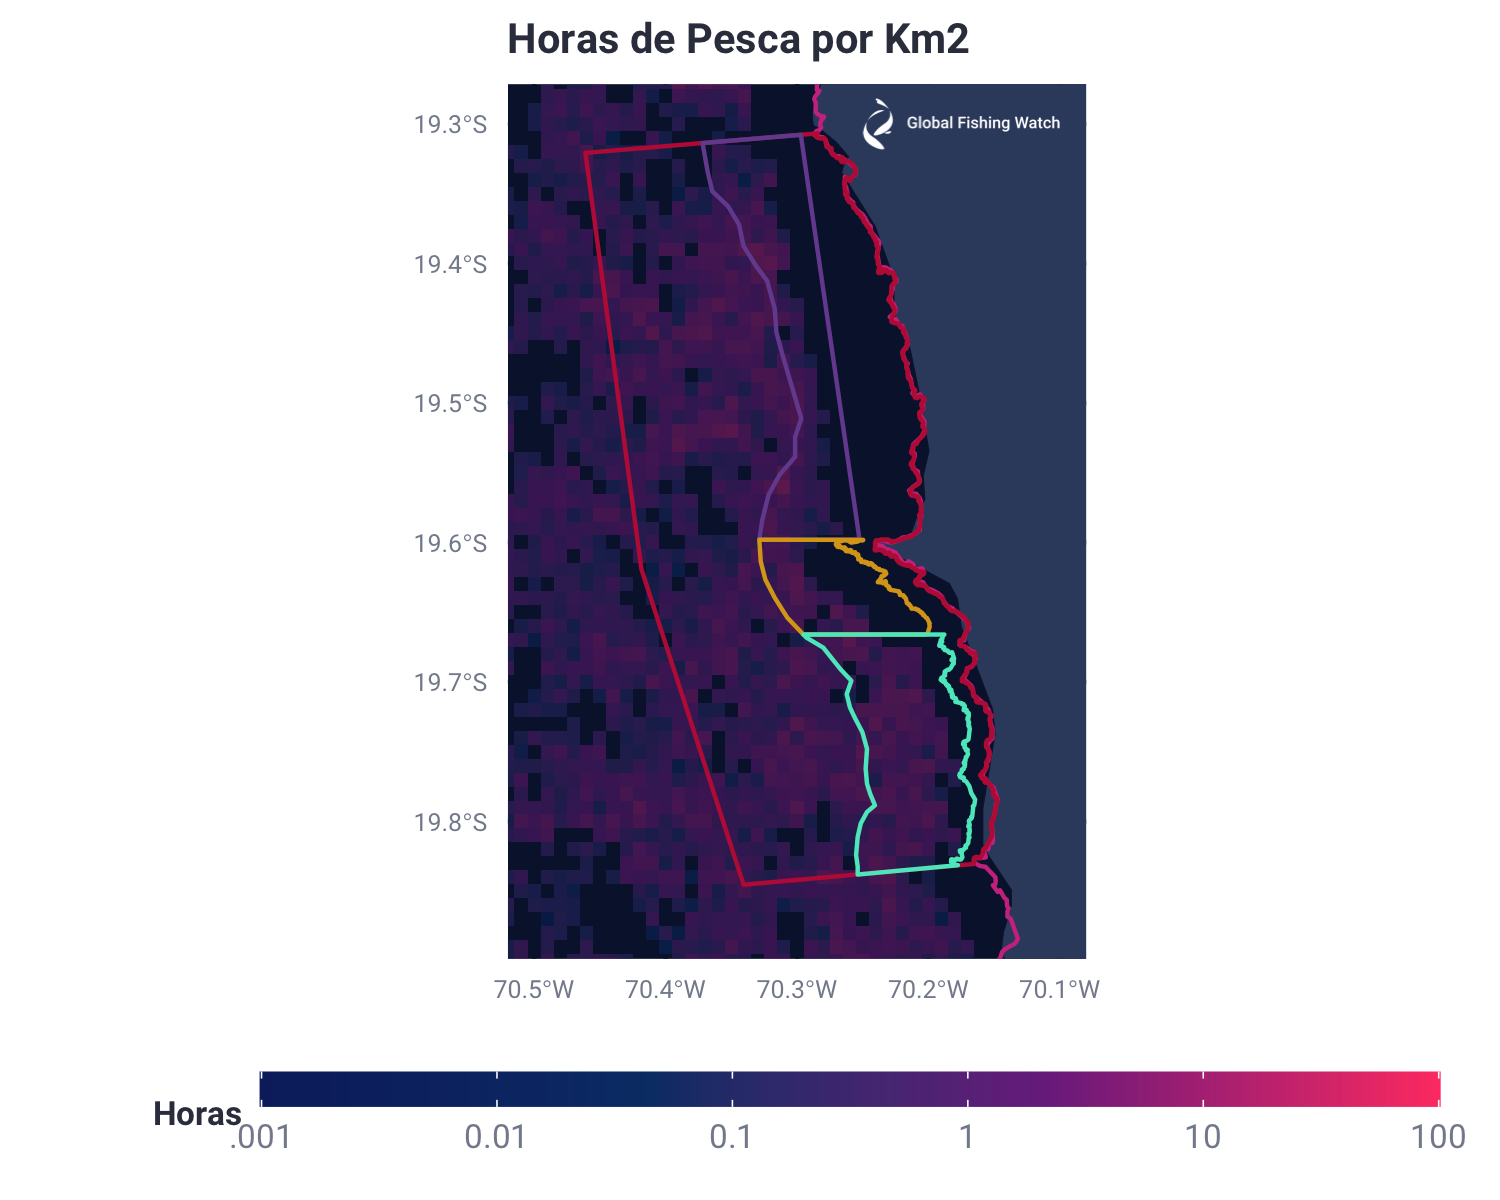 Horas de Pesca por Km2
Global Fishing Watch
19.3°S
19.4°S
19.5°S
19.6°S
19.7°S
19.8°S
70.5°W 70.4°W 70.3°W 70.2°W 70.1°W
Horas
.001 0.01 0.1 1 10 100